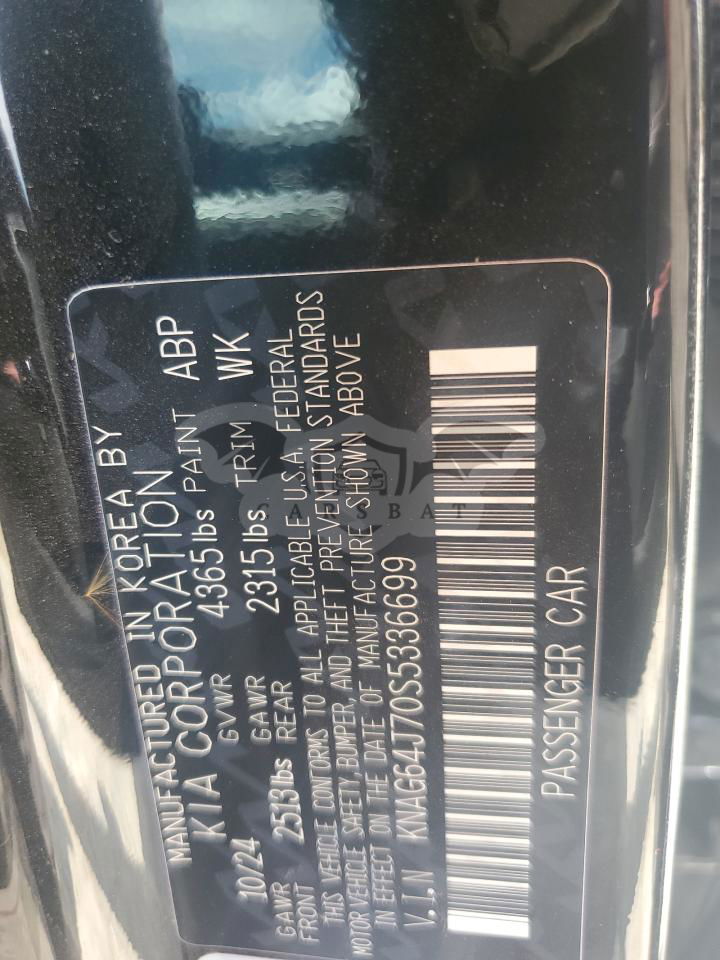 MANUFACTURED IN KOREA BY
KIA CORPORATION
10/24 GVWR 4365lbs PAINT ABP
GAWR FRONT 2513lbs GAWR REAR 2315lbs. TRIM WK
THIS VEHICLE CONFORMS TO ALL APPLICABLE U.S.A. FEDERAL
MOTOR VEHICLE SAFETY, BUMPER, AND THEFT PREVENTION STANDARDS
IN EFFECT ON THE DATE OF MANUFACTURE SHOWN ABOVE
V.I.N KNAG64J70S5336699
PASSENGER CAR
CARSBAT